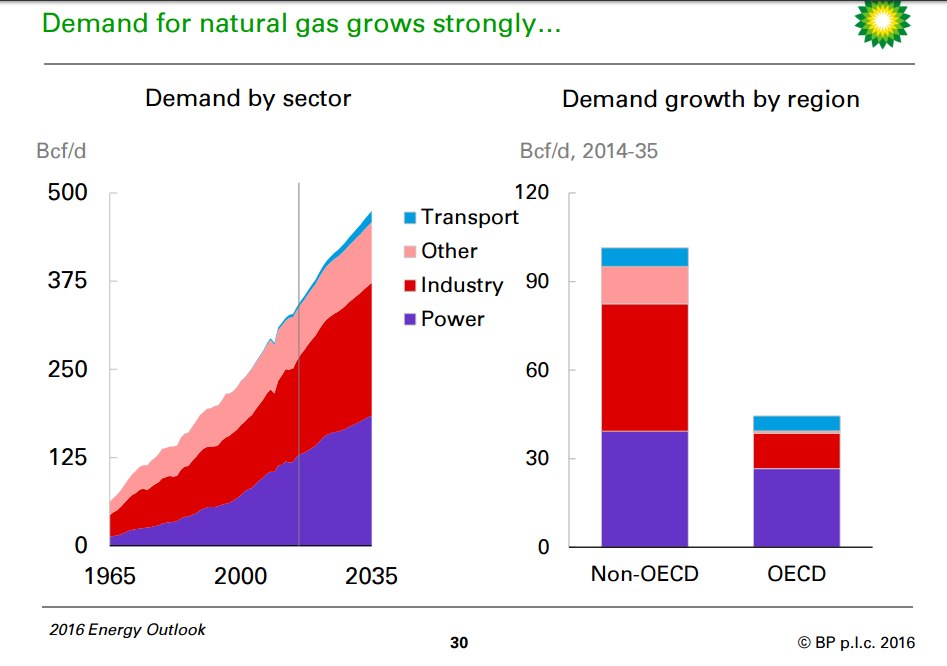 Demand for natural gas grows strongly...
Demand by sector
Bcf/d
500
375
250
125
0
1965 2000 2035
Transport
Other
Industry
Power
Demand growth by region
Bcf/d, 2014-35
120
90
60
30
0
Non-OECD OECD
2016 Energy Outlook
30
© BP p.l.c. 2016